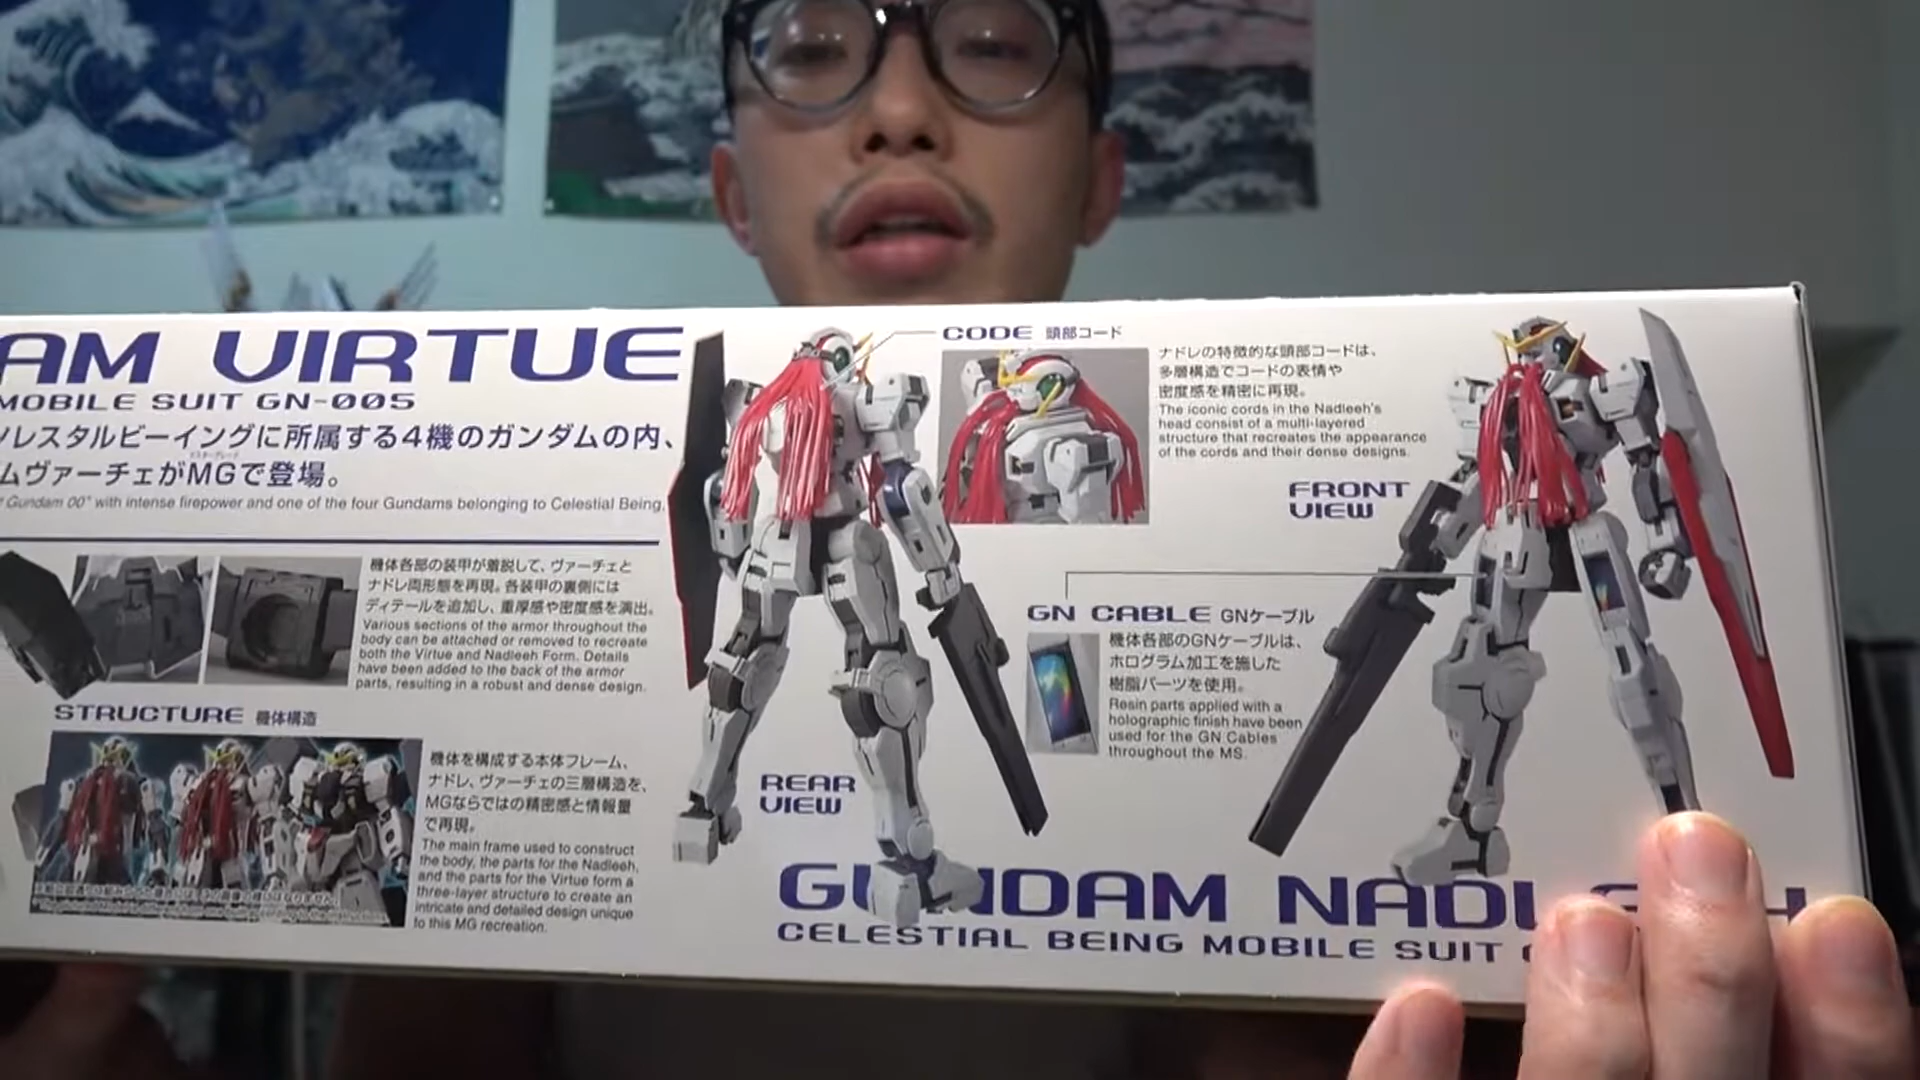 AM VIRTUE
MOBILE SUIT GN-005
ソレスタルビーイングに所属する4機のガンダムの内、
ムヴァーチェがMGで登場。
Gundam 00" with intense firepower and one of the four Gundams belonging to Celestial Being.
機体各部の装甲が着脱して、ヴァーチェと
ナドレ両形態を再現。各装甲の裏側には
ディテールを追加し、重厚感や密度感を演出。
Various sections of the armor throughout the
body can be attached or removed to recreate
both the Virtue and Nadleeh Form. Details
have been added to the back of the armor
parts, resulting in a robust and dense design.
STRUCTURE 機体構造
機体を構成する本体フレーム、
ナドレ、ヴァーチェの三層構造を、
MGならではの精密感と情報量
で再現。
The main frame used to construct
the body, the parts for the Nadleeh,
and the parts for the Virtue form a
three-layer structure to create an
intricate and detailed design unique
to this MG recreation.
CODE 頭部コード
ナドレの特徴的な頭部コードは、
多層構造でコードの表情や
密度感を精密に再現。
The iconic cords in the Nadleeh's
head consist of a multi-layered
structure that recreates the appearance
of the cords and their dense designs.
FRONT
VIEW
GN CABLE GNケーブル
機体各部のGNケーブルは、
ホログラム加工を施した
樹脂パーツを使用。
Resin parts applied with a
holographic finish have been
used for the GN Cables
throughout the MS.
REAR
VIEW
GUNDAM NADLEEH
CELESTIAL BEING MOBILE SUIT